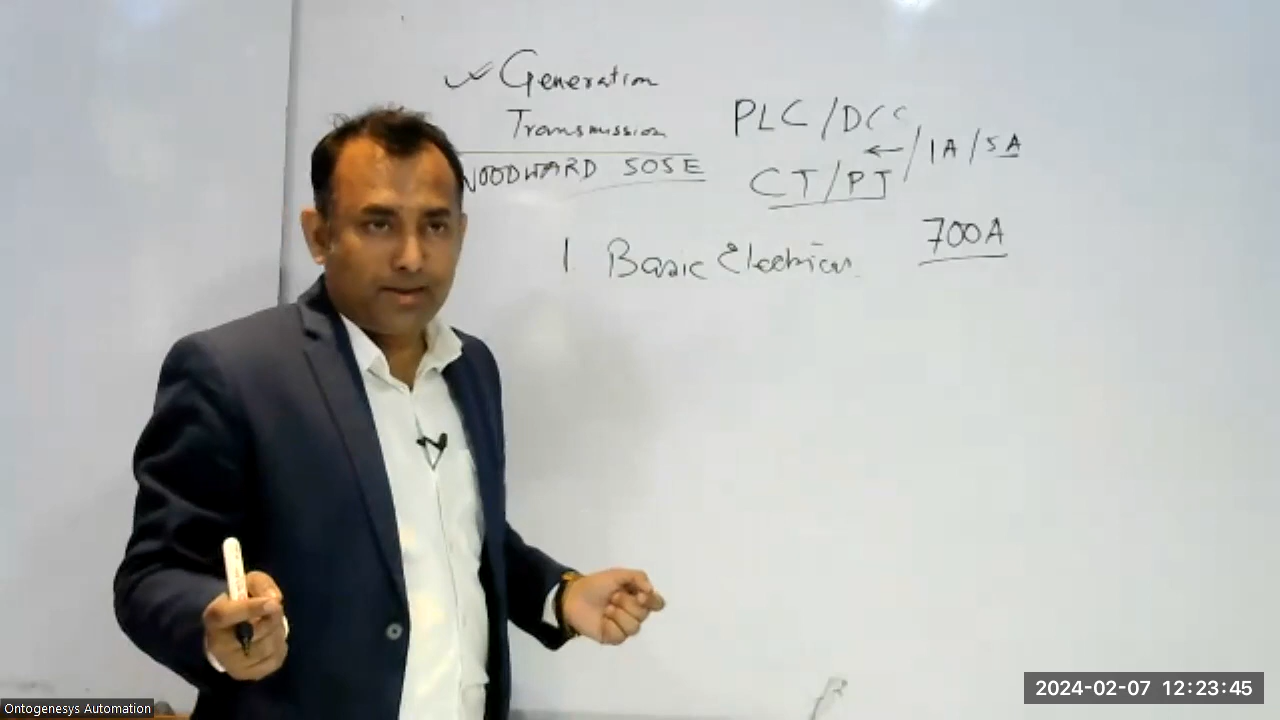 ✓ Generation
Transmission
WOODWARD 505E
PLC/DCS
← / 1A/5A
CT/PT
700A
1. Basic Electrical
Ontogenesys Automation
2024-02-07 12:23:45